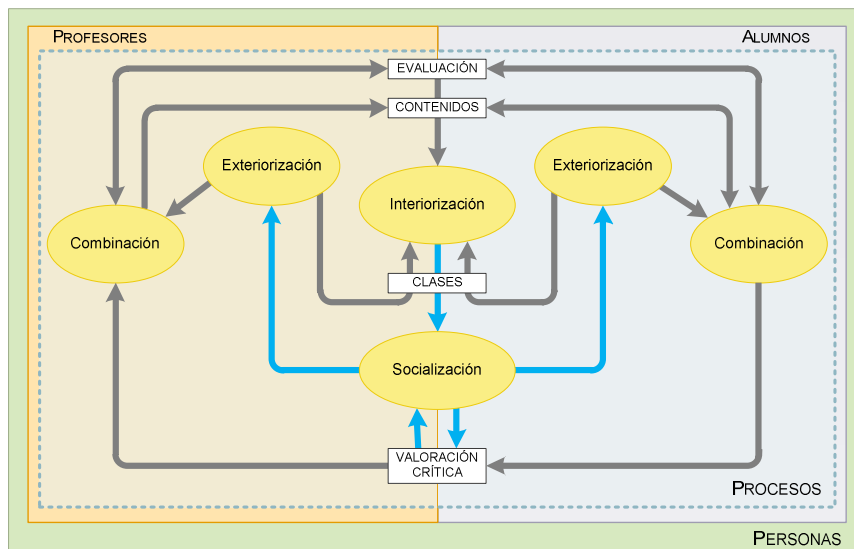 PROFESORES
ALUMNOS
EVALUACIÓN
CONTENIDOS
Exteriorización
Exteriorización
Interiorización
Combinación
Combinación
CLASES
Socialización
VALORACIÓN
CRÍTICA
PROCESOS
PERSONAS